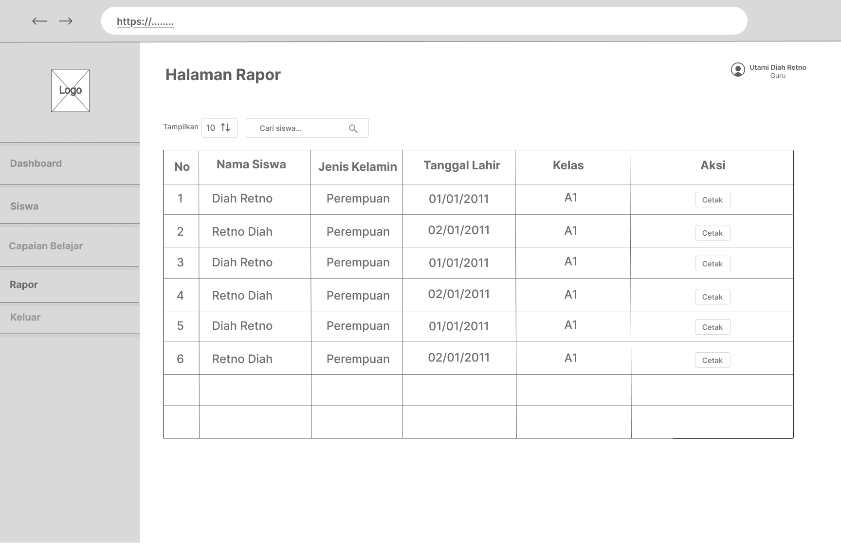 https://........
Logo
Halaman Rapor
Utami Diah Retno
Guru
Dashboard
Siswa
Capaian Belajar
Rapor
Keluar
Tampilkan 10 Cari siswa...
No Nama Siswa Jenis Kelamin Tanggal Lahir Kelas Aksi
1 Diah Retno Perempuan 01/01/2011 A1 Cetak
2 Retno Diah Perempuan 02/01/2011 A1 Cetak
3 Diah Retno Perempuan 01/01/2011 A1 Cetak
4 Retno Diah Perempuan 02/01/2011 A1 Cetak
5 Diah Retno Perempuan 01/01/2011 A1 Cetak
6 Retno Diah Perempuan 02/01/2011 A1 Cetak